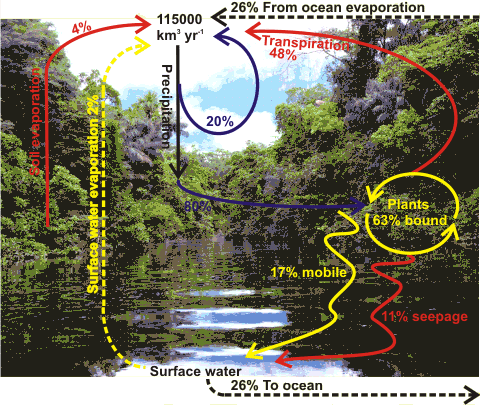 26% From ocean evaporation
115000
km³ yr⁻¹
4%
Transpiration
48%
Precipitation
20%
Soil evaporation
Surface water evaporation 2%
80%
Plants
63% bound
17% mobile
11% seepage
Surface water
26% To ocean